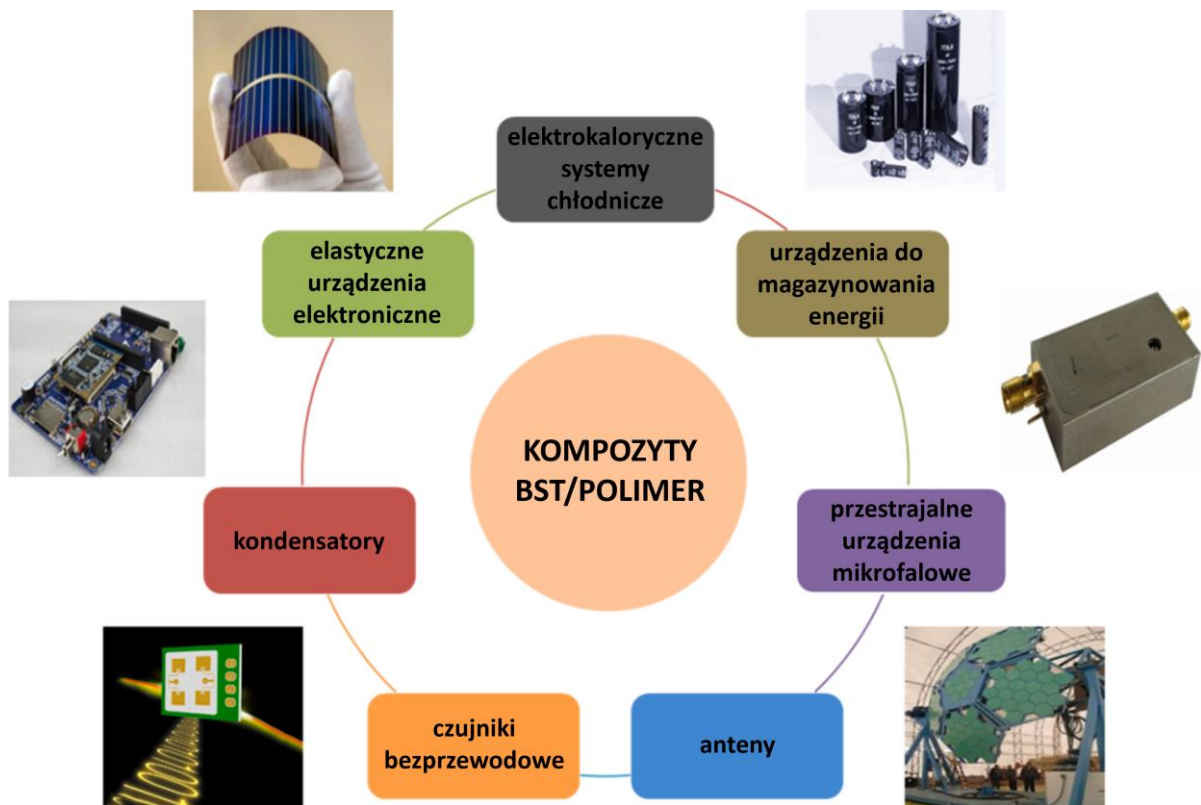 elektrokaloryczne
systemy
chłodnicze
elastyczne
urządzenia
elektroniczne
urządzenia do
magazynowania
energii
KOMPOZYTY
BST/POLIMER
kondensatory
przestrajalne
urządzenia
mikrofalowe
czujniki
bezprzewodowe
anteny